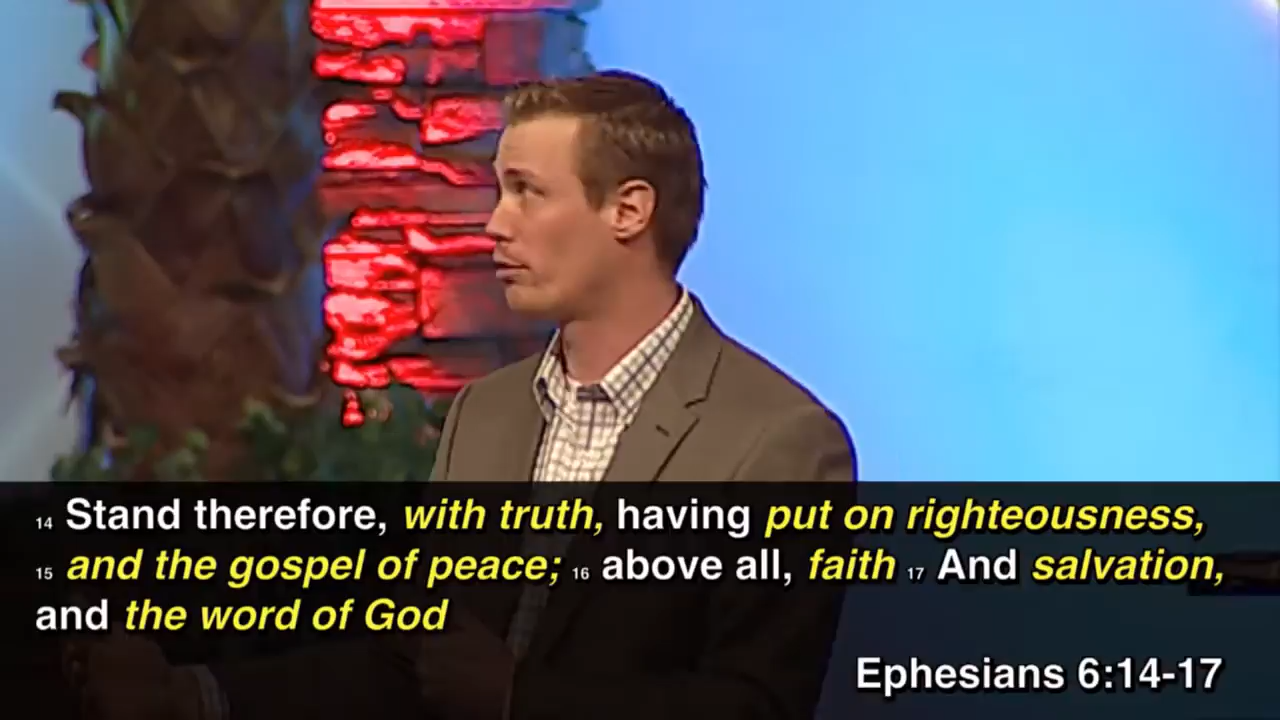 14 Stand therefore, with truth, having put on righteousness,
15 and the gospel of peace; 16 above all, faith 17 And salvation,
and the word of God
Ephesians 6:14-17